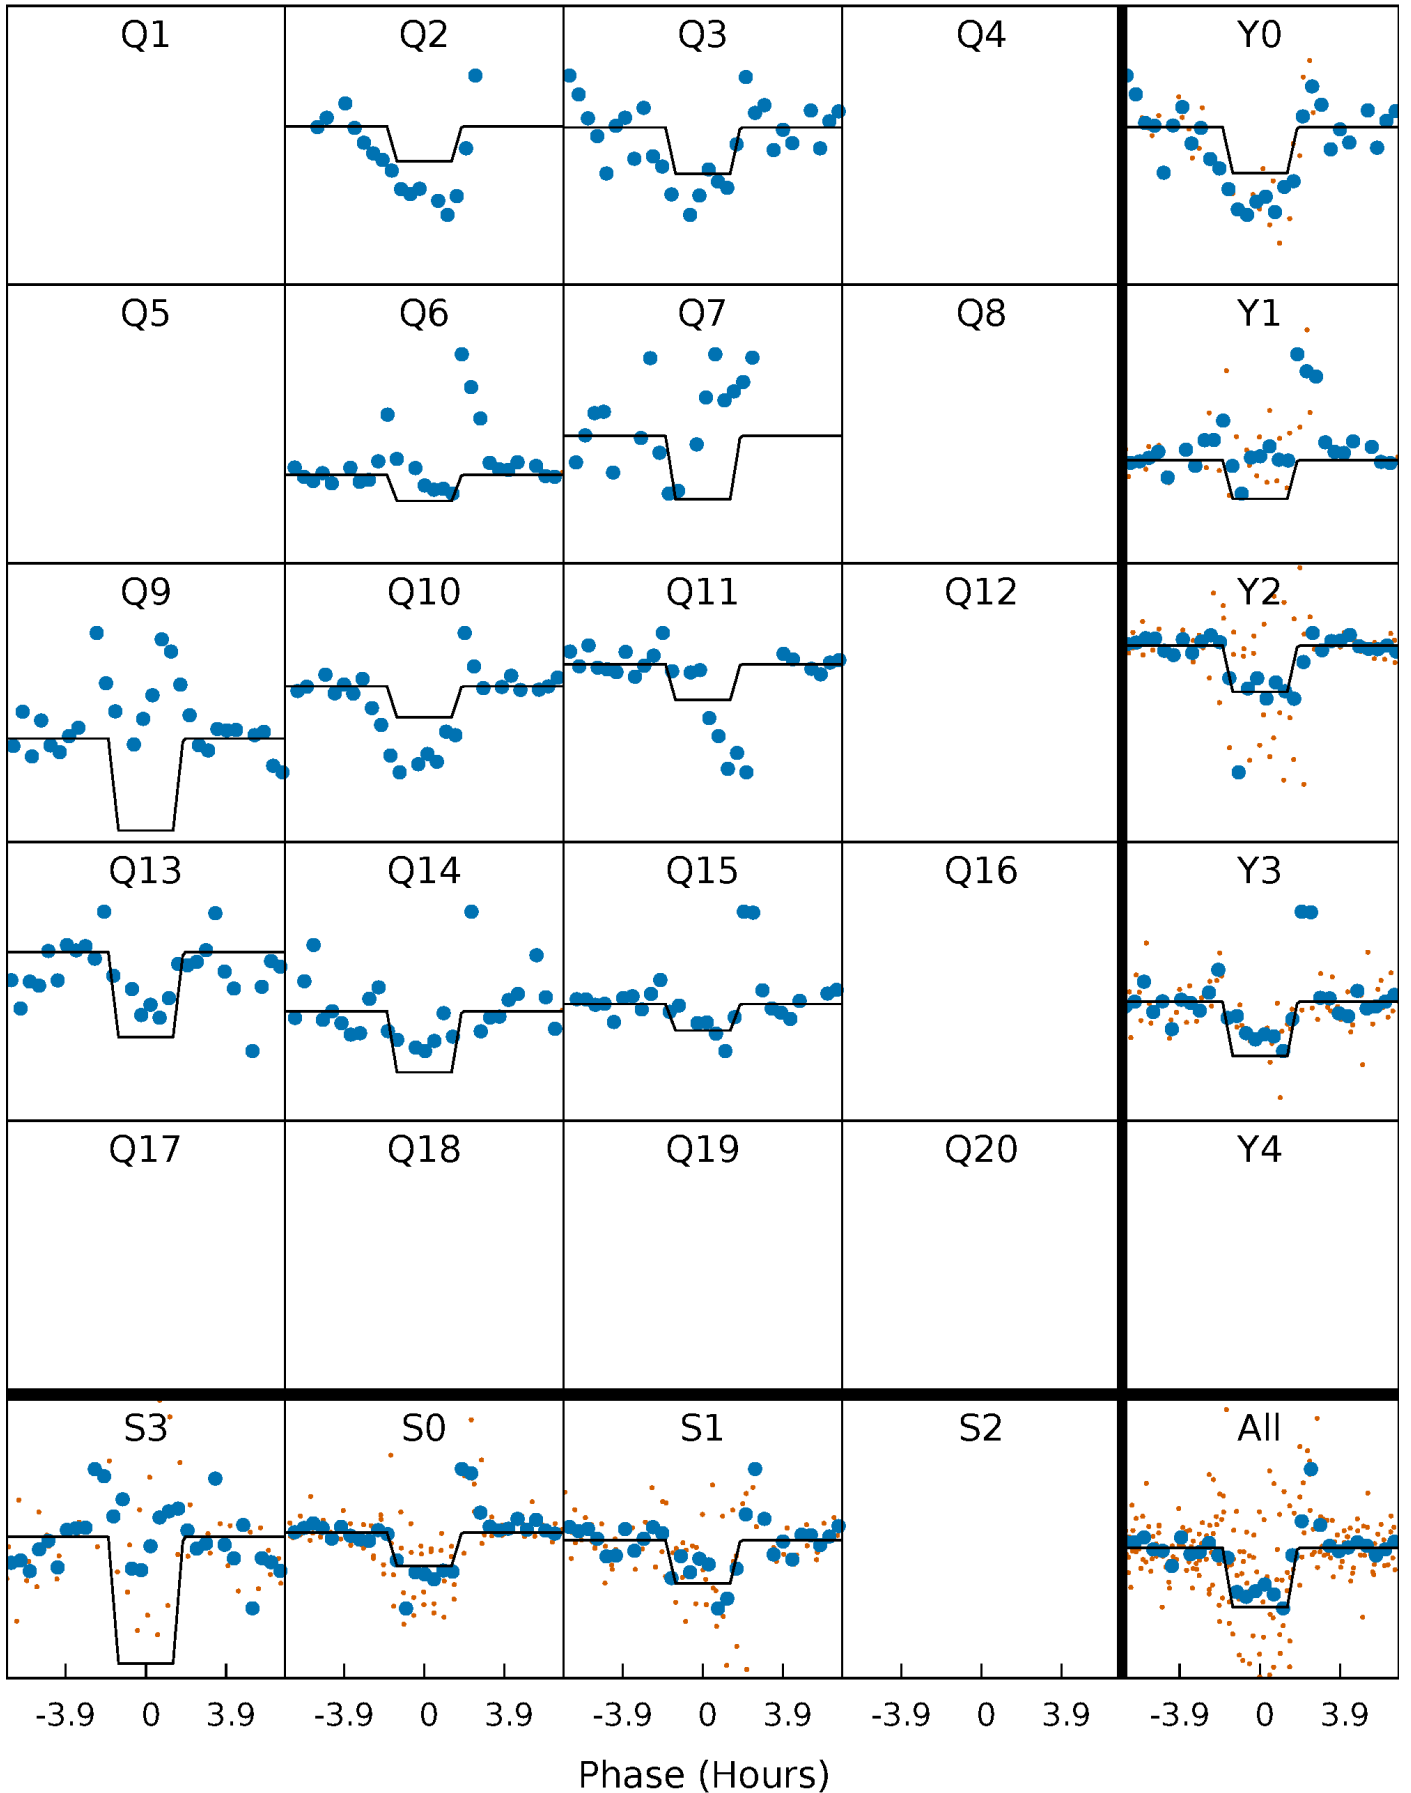 Q1 Q2 Q3 Q4 Y0
Q5 Q6 Q7 Q8 Y1
Q9 Q10 Q11 Q12 Y2
Q13 Q14 Q15 Q16 Y3
Q17 Q18 Q19 Q20 Y4
S3 S0 S1 S2 All
-3.9 0 3.9 -3.9 0 3.9 -3.9 0 3.9 -3.9 0 3.9 -3.9 0 3.9
Phase (Hours)